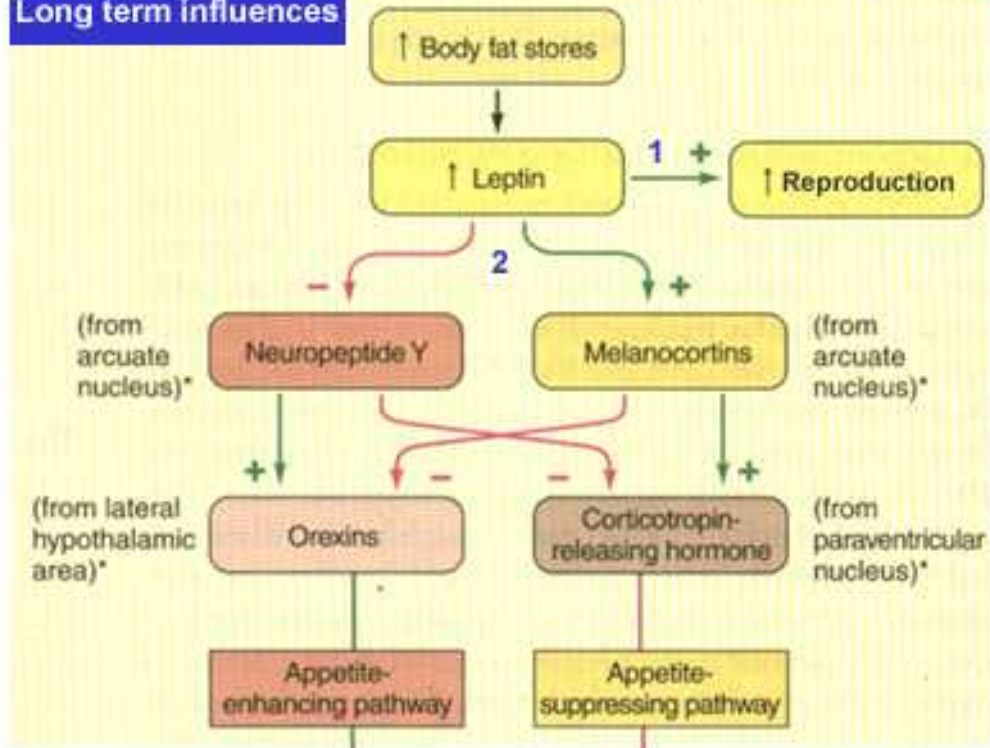 Long term influences
↑ Body fat stores
↑ Leptin
1 +
↑ Reproduction
2
− +
(from
arcuate
nucleus)*
Neuropeptide Y
Melanocortins
(from
arcuate
nucleus)*
+ − − +
(from lateral
hypothalamic
area)*
Orexins
Corticotropin-
releasing hormone
(from
paraventricular
nucleus)*
Appetite-
enhancing pathway
Appetite-
suppressing pathway